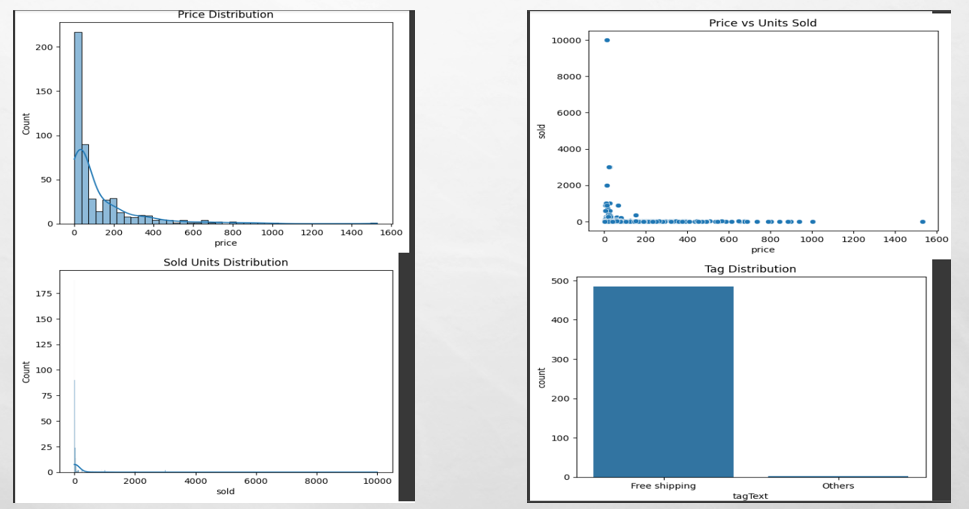 Price Distribution
200
150
100
50
0
Count
0 200 400 600 800 1000 1200 1400 1600
price
Sold Units Distribution
175
150
125
100
75
50
25
0
Count
0 2000 4000 6000 8000 10000
sold
Price vs Units Sold
10000
8000
6000
4000
2000
0
sold
0 200 400 600 800 1000 1200 1400 1600
price
Tag Distribution
500
400
300
200
100
0
count
Free shipping Others
tagText